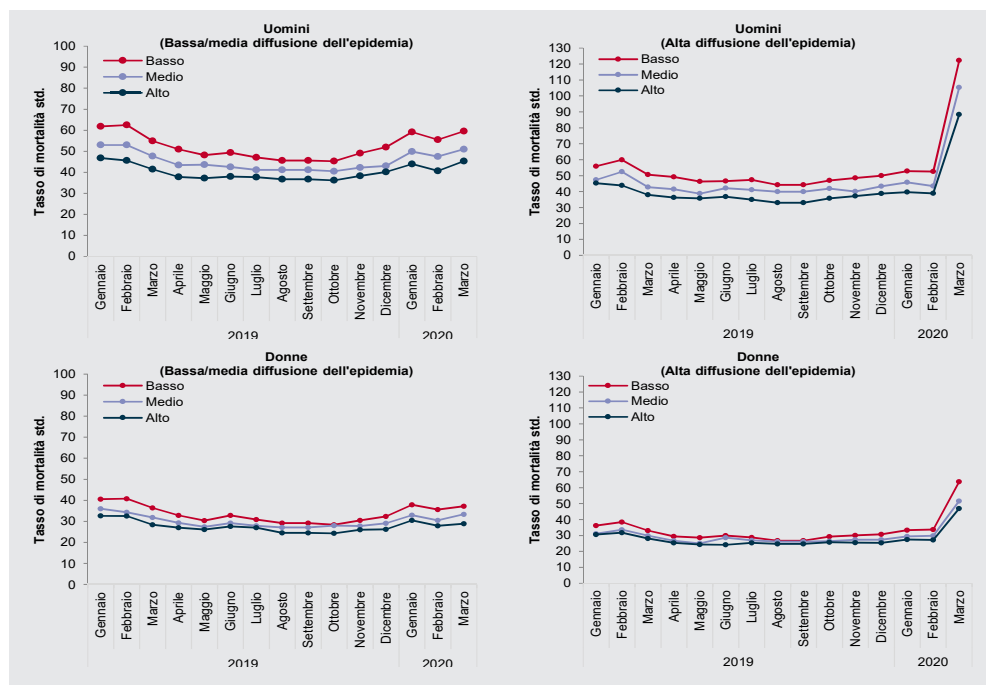 Uomini
(Bassa/media diffusione dell'epidemia)
Tasso di mortalità std.
100
90
80
70
60
50
40
30
20
10
0
Basso
Medio
Alto
Gennaio
Febbraio
Marzo
Aprile
Maggio
Giugno
Luglio
Agosto
Settembre
Ottobre
Novembre
Dicembre
Gennaio
Febbraio
Marzo
2019
2020
Uomini
(Alta diffusione dell'epidemia)
Tasso di mortalità std.
130
120
110
100
90
80
70
60
50
40
30
20
10
0
Basso
Medio
Alto
Gennaio
Febbraio
Marzo
Aprile
Maggio
Giugno
Luglio
Agosto
Settembre
Ottobre
Novembre
Dicembre
Gennaio
Febbraio
Marzo
2019
2020
Donne
(Bassa/media diffusione dell'epidemia)
Tasso di mortalità std.
100
90
80
70
60
50
40
30
20
10
0
Basso
Medio
Alto
Gennaio
Febbraio
Marzo
Aprile
Maggio
Giugno
Luglio
Agosto
Settembre
Ottobre
Novembre
Dicembre
Gennaio
Febbraio
Marzo
2019
2020
Donne
(Alta diffusione dell'epidemia)
Tasso di mortalità std.
130
120
110
100
90
80
70
60
50
40
30
20
10
0
Basso
Medio
Alto
Gennaio
Febbraio
Marzo
Aprile
Maggio
Giugno
Luglio
Agosto
Settembre
Ottobre
Novembre
Dicembre
Gennaio
Febbraio
Marzo
2019
2020